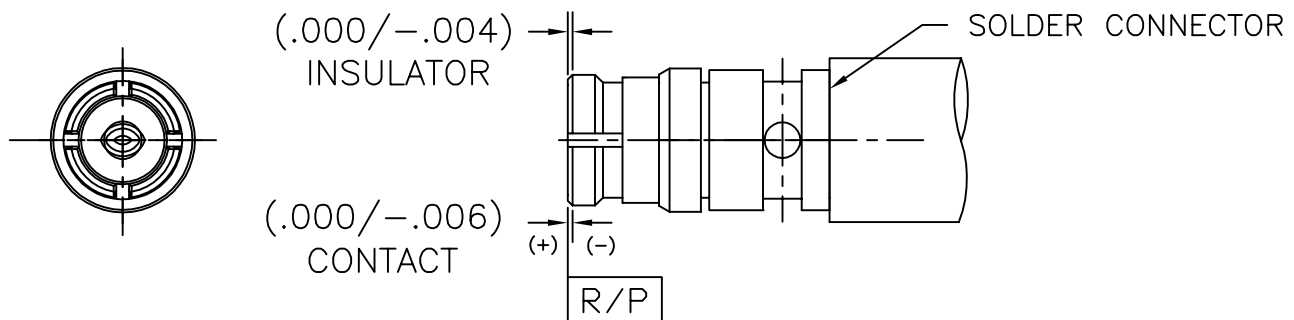 (.000/-.004)
INSULATOR
SOLDER CONNECTOR
(.000/-.006)
CONTACT
(+) (-)
R/P